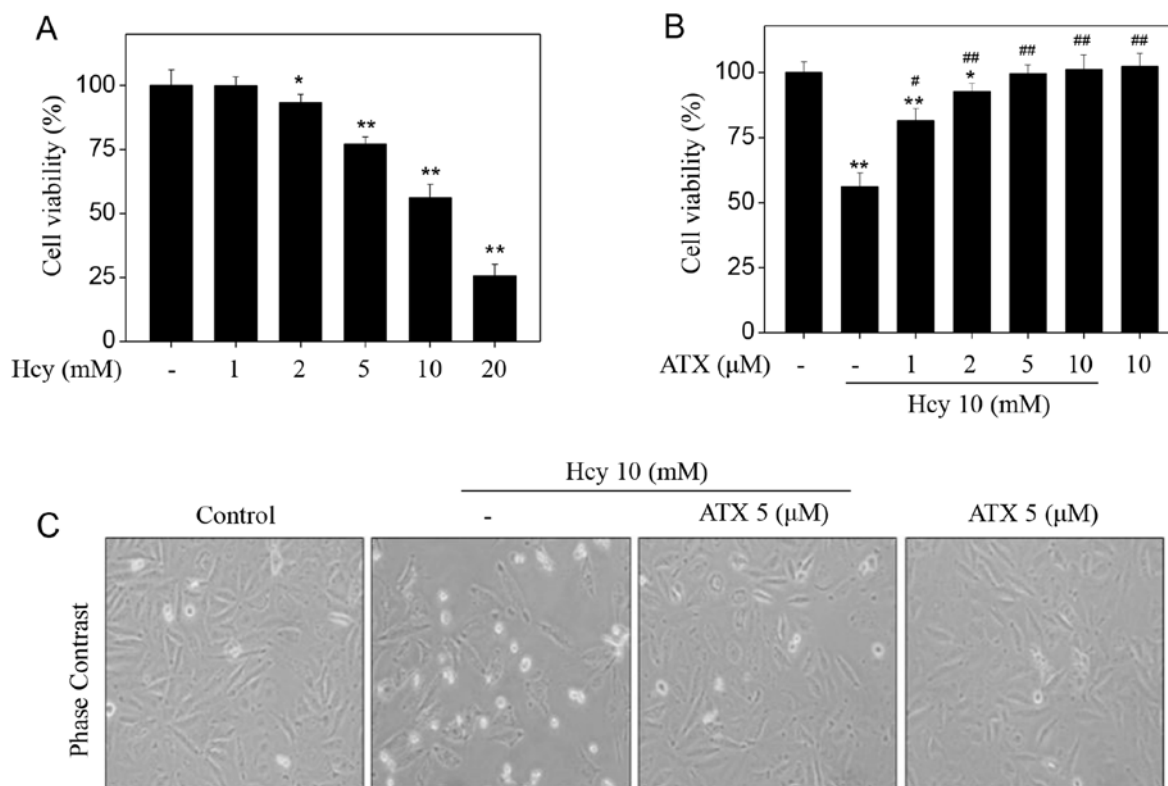 A
Cell viability (%)
100
75
50
25
0
*
**
**
**
Hcy (mM)
- 1 2 5 10 20
B
Cell viability (%)
100
75
50
25
0
**
#
**
##
*
##
##
##
ATX (μM)
- - 1 2 5 10 10
Hcy 10 (mM)
C
Hcy 10 (mM)
Control - ATX 5 (μM) ATX 5 (μM)
Phase Contrast